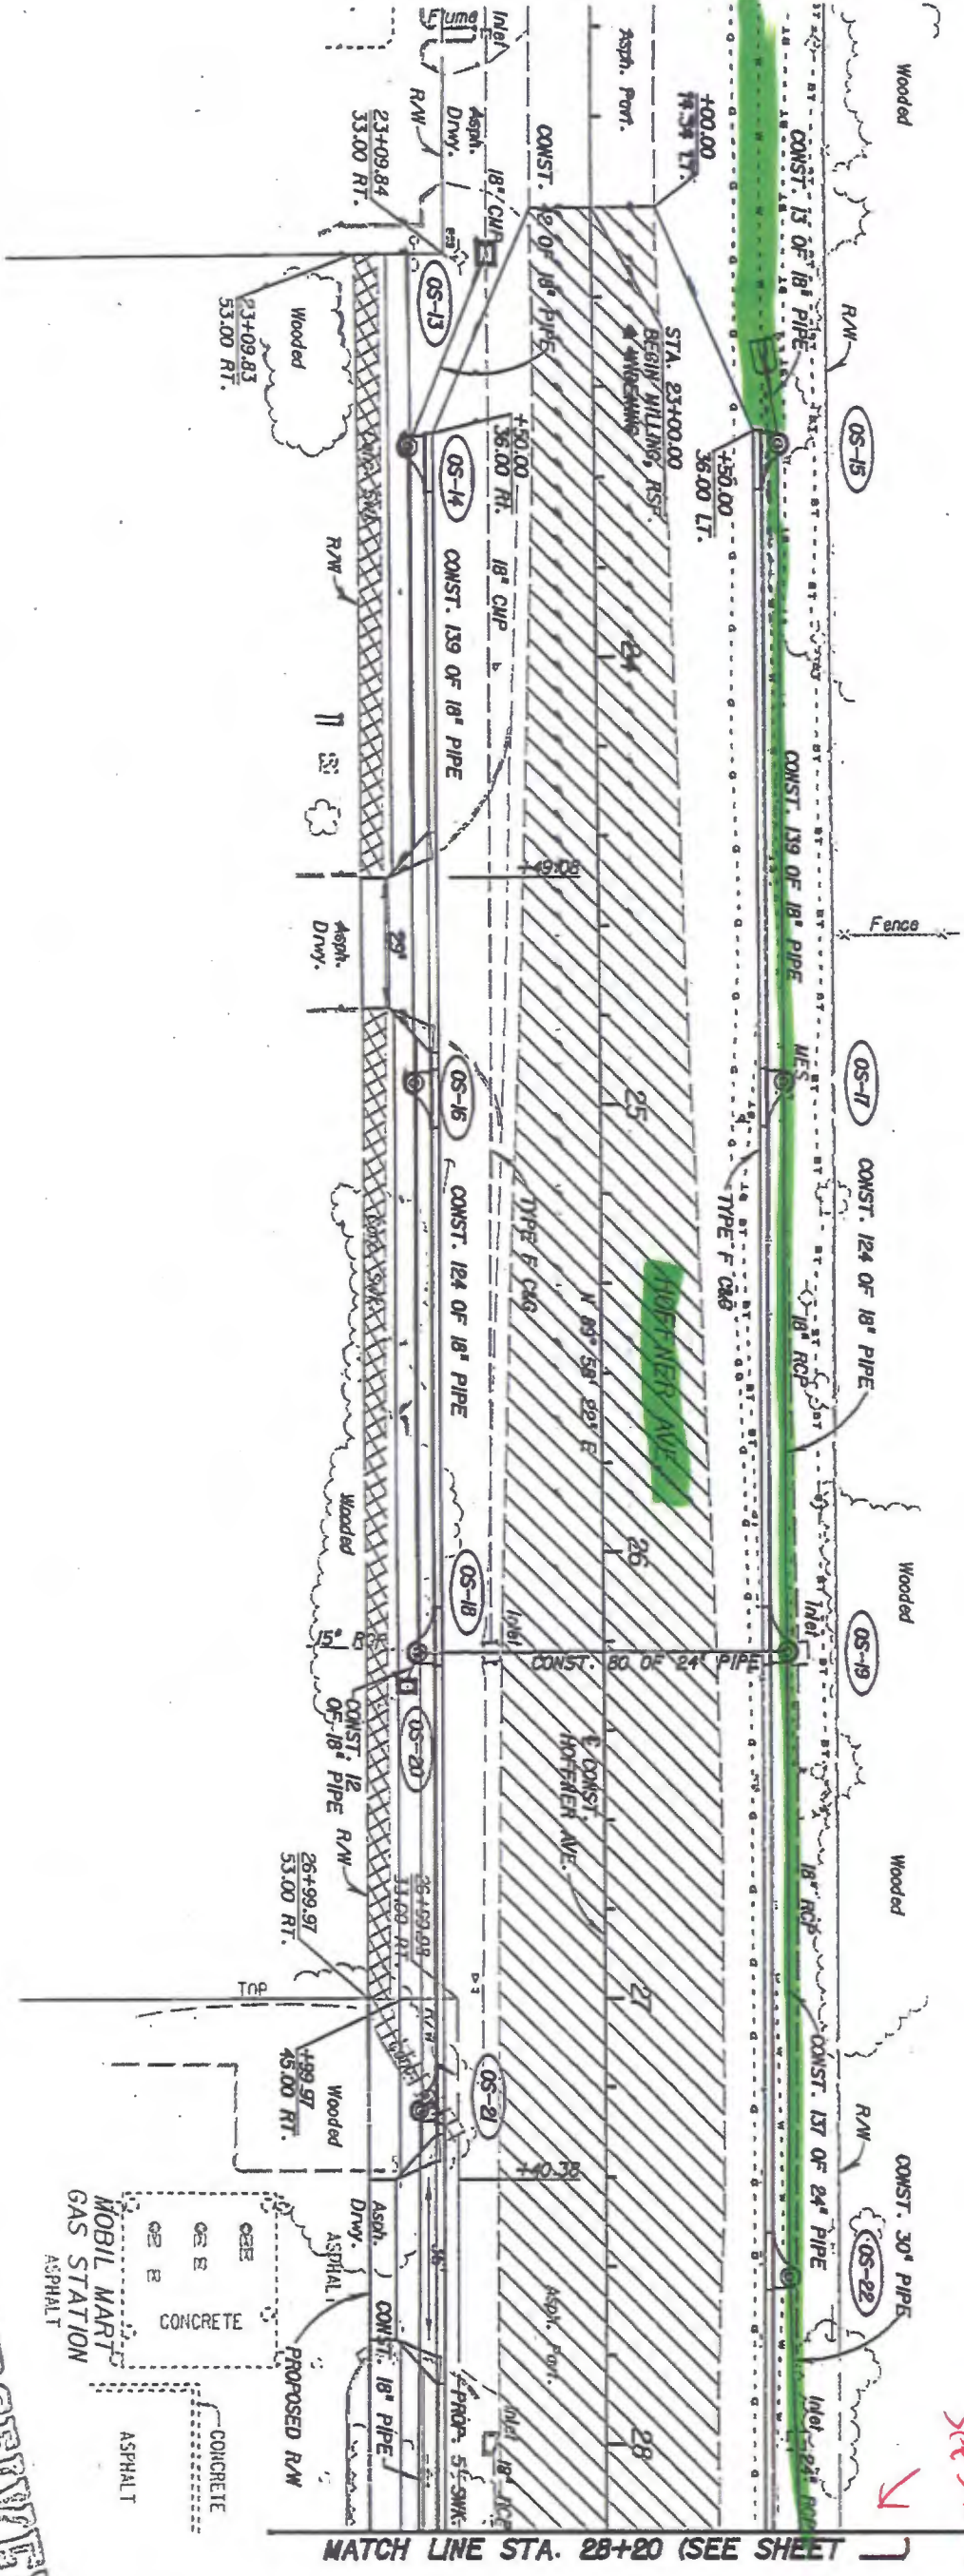 Wooded
CONST. 13 OF 18" PIPE
R/W
OS-15
Fence
CONST. 139 OF 18" PIPE
MES
OS-17
CONST. 124 OF 18" PIPE
18" RCP
Wooded
Inlet
OS-19
Wooded
18" RCP
CONST. 137 OF 24" PIPE
R/W
CONST. 30" PIPE
OS-22
Inlet
24" RCP
+00.00
14.34 LT.
+50.00
36.00 LT.
TYPE F C&G
Asph. Pavt.
STA. 23+00.00
BEGIN MILLING, RSF.
& WIDENING
24
25
HOFFNER AVE
N 89° 58' 22" E
26
CONST. 80 OF 24" PIPE
℄ CONST.
HOFFNER AVE.
27
28
Asph. Pavt.
Inlet
Flume
CONST. 42 OF 18" PIPE
18" CMP
Asph.
Drwy.
R/W
OS-13
+50.00
36.00 RT.
OS-14
18" CMP
CONST. 139 OF 18" PIPE
+49.08
TYPE F C&G
OS-16
CONST. 124 OF 18" PIPE
OS-18
Inlet
OS-20
CONST. 12
OF 18" PIPE
R/W
OS-21
+40.38
Inlet
18" RCP
PROP. 5' SWK.
23+09.84
33.00 RT.
23+09.83
53.00 RT.
Wooded
R/W
29'
Asph.
Drwy.
Wooded
15"
26+99.98
33.00 RT.
26+99.97
53.00 RT.
TOP
+99.97
45.00 RT.
Wooded
Asph.
Drwy.
36'
CONST. 18" PIPE
ASPHALT
PROPOSED R/W
MOBIL MART
GAS STATION
CONCRETE
ASPHALT
CONCRETE
ASPHALT
MATCH LINE STA. 28+20 (SEE SHEET